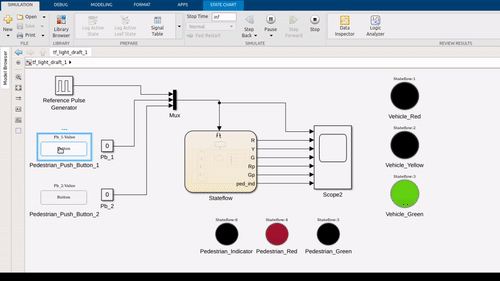 SIMULATION DEBUG MODELING FORMAT APPS STATE CHART
New Open Save Print
Library Browser
Log Active State
Log Active Leaf State
Signal Table
Stop Time inf
Fast Restart
Step Back Pause Step Forward Stop
Data Inspector Logic Analyzer
FILE LIBRARY PREPARE SIMULATE REVIEW RESULTS
tf_light_draft_1
tf_light_draft_1
Model Browser
Reference Pulse Generator
Mux
Pb_1:Value
Button
Pedestrian_Push_Button_1
0
Pb_1
Pb_2:Value
Button
Pedestrian_Push_Button_2
0
Pb_2
R
Y
G
Rp
Gp
ped_ind
Stateflow
Scope2
Stateflow:1
Vehicle_Red
Stateflow:2
Vehicle_Yellow
Stateflow:3
Vehicle_Green
Stateflow:6
Pedestrian_Indicator
Stateflow:4
Pedestrian_Red
Stateflow:5
Pedestrian_Green